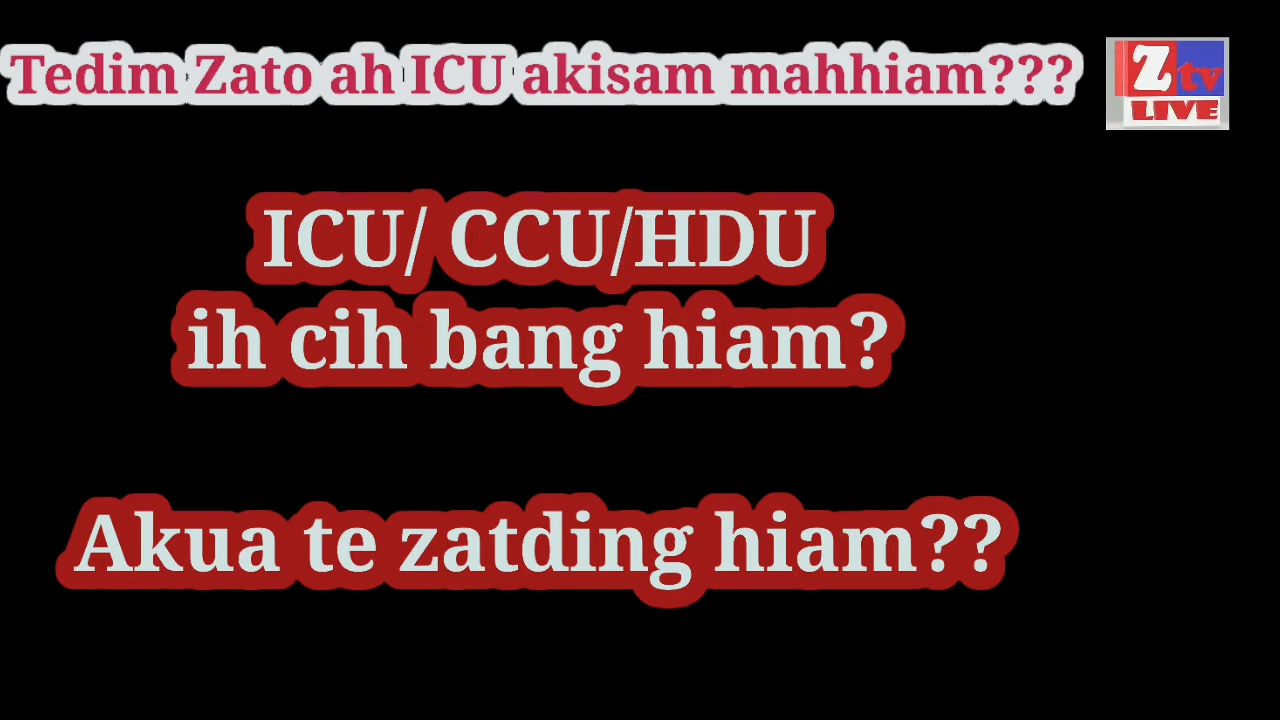 Tedim Zato ah ICU akisam mahhiam???
Z tv
LIVE
ICU/ CCU/HDU
ih cih bang hiam?
Akua te zatding hiam??